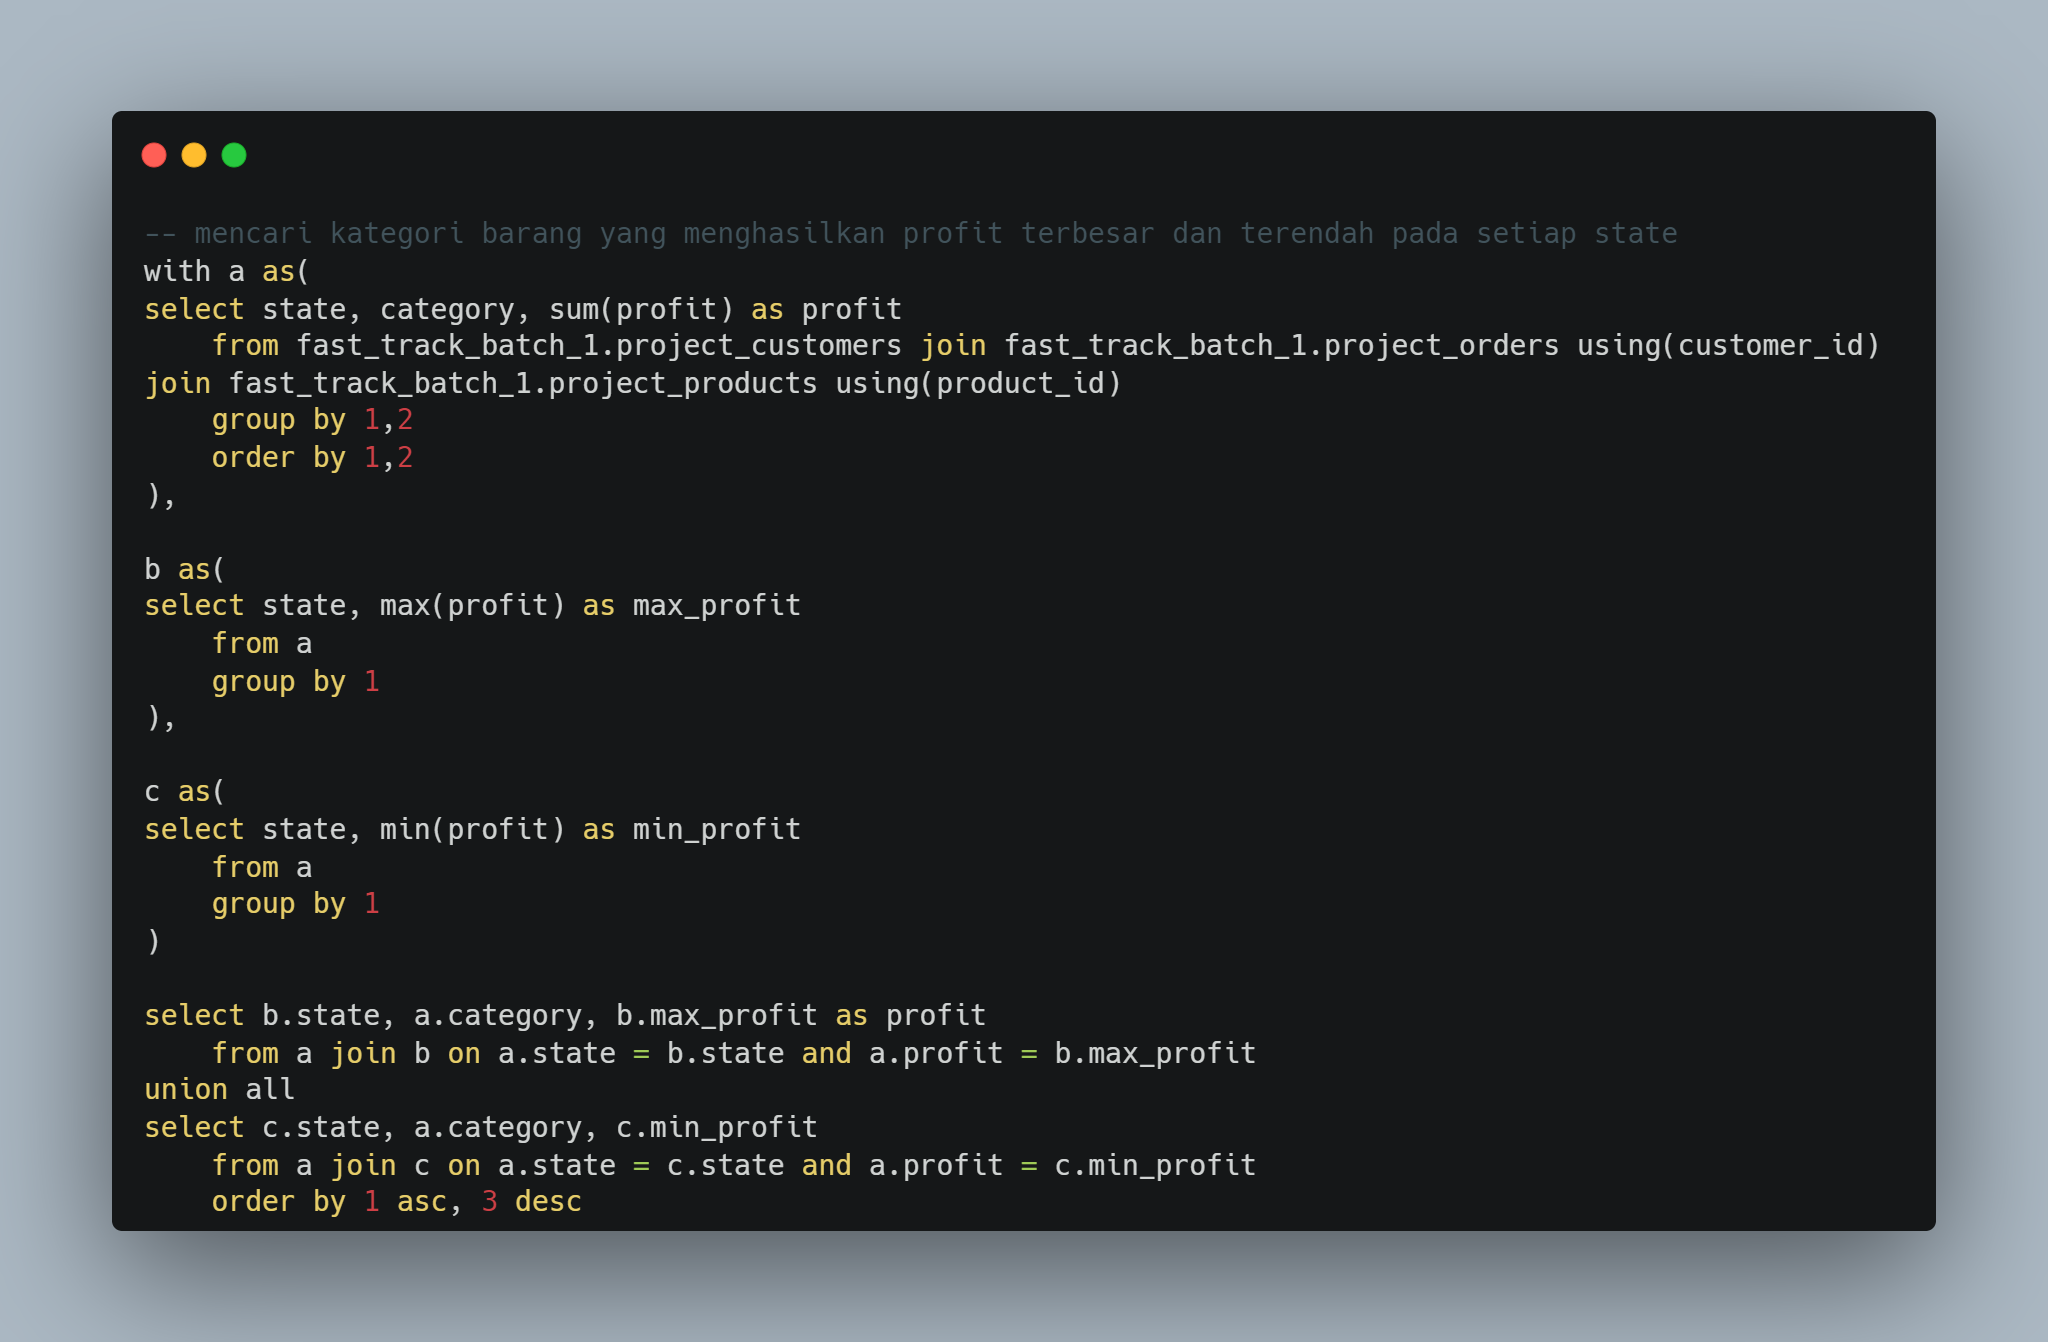 -- mencari kategori barang yang menghasilkan profit terbesar dan terendah pada setiap state
with a as(
select state, category, sum(profit) as profit
    from fast_track_batch_1.project_customers join fast_track_batch_1.project_orders using(customer_id)
join fast_track_batch_1.project_products using(product_id)
    group by 1,2
    order by 1,2
),

b as(
select state, max(profit) as max_profit
    from a
    group by 1
),

c as(
select state, min(profit) as min_profit
    from a
    group by 1
)

select b.state, a.category, b.max_profit as profit
    from a join b on a.state = b.state and a.profit = b.max_profit
union all
select c.state, a.category, c.min_profit
    from a join c on a.state = c.state and a.profit = c.min_profit
    order by 1 asc, 3 desc